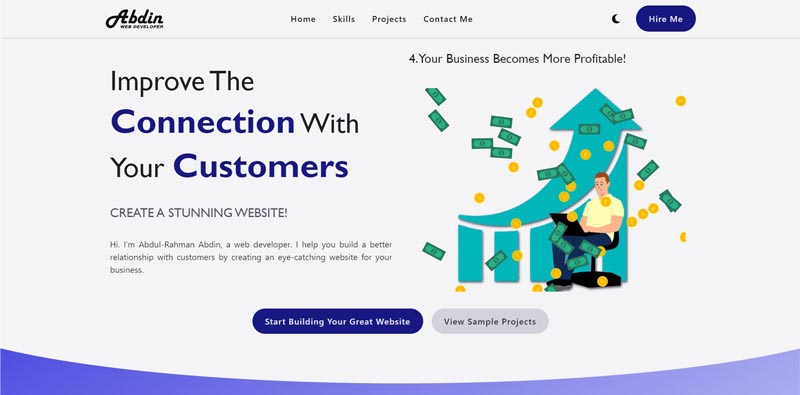 Abdin
WEB DEVELOPER
Home Skills Projects Contact Me
Hire Me
4.Your Business Becomes More Profitable!
Improve The
Connection With
Your Customers
CREATE A STUNNING WEBSITE!
Hi. I'm Abdul-Rahman Abdin, a web developer. I help you build a better
relationship with customers by creating an eye-catching website for your
business.
Start Building Your Great Website
View Sample Projects